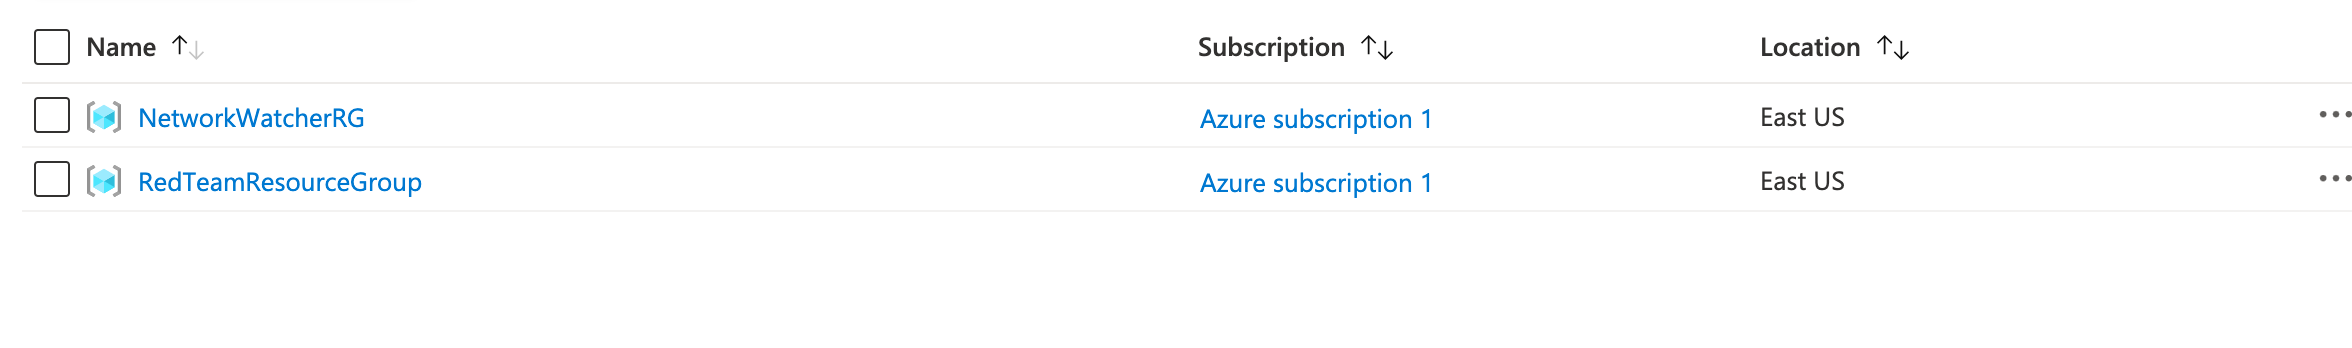 Name Subscription Location
NetworkWatcherRG Azure subscription 1 East US
RedTeamResourceGroup Azure subscription 1 East US